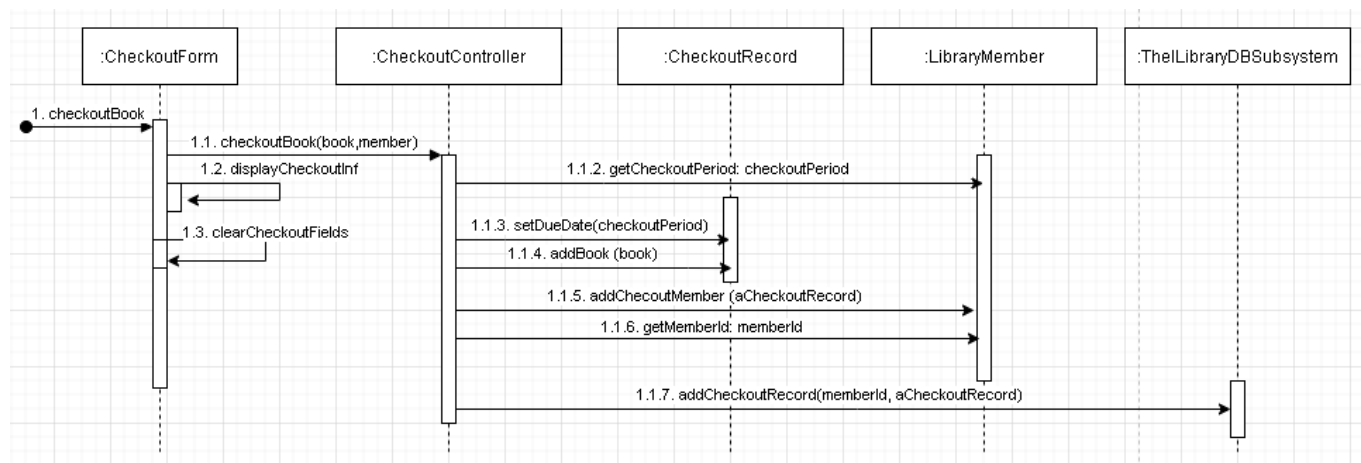 :CheckoutForm
:CheckoutController
:CheckoutRecord
:LibraryMember
:TheILibraryDBSubsystem
1. checkoutBook
1.1. checkoutBook(book,member)
1.2. displayCheckoutInf
1.1.2. getCheckoutPeriod: checkoutPeriod
1.3. clearCheckoutFields
1.1.3. setDueDate(checkoutPeriod)
1.1.4. addBook (book)
1.1.5. addChecoutMember (aCheckoutRecord)
1.1.6. getMemberId: memberId
1.1.7. addCheckoutRecord(memberId, aCheckoutRecord)